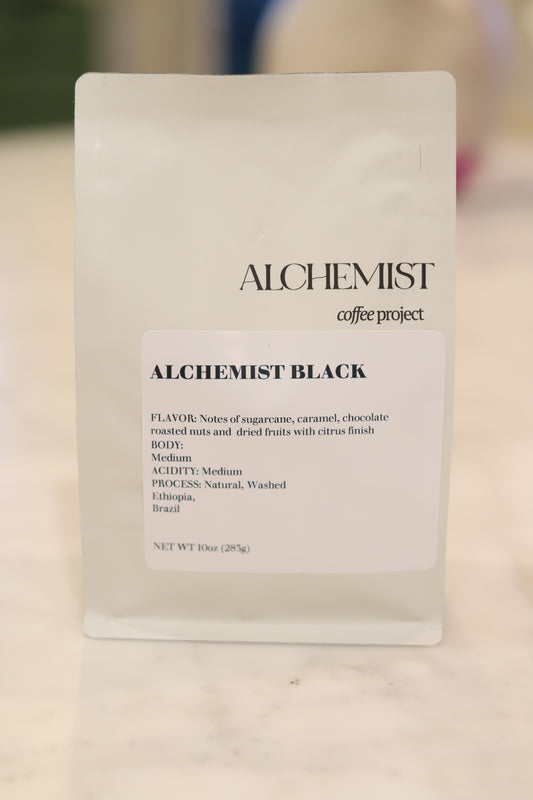 ALCHEMIST
coffee project
ALCHEMIST BLACK
FLAVOR: Notes of sugarcane, caramel, chocolate
roasted nuts and dried fruits with citrus finish
BODY:
Medium
ACIDITY: Medium
PROCESS: Natural, Washed
Ethiopia,
Brazil
NET WT 10oz (283g)